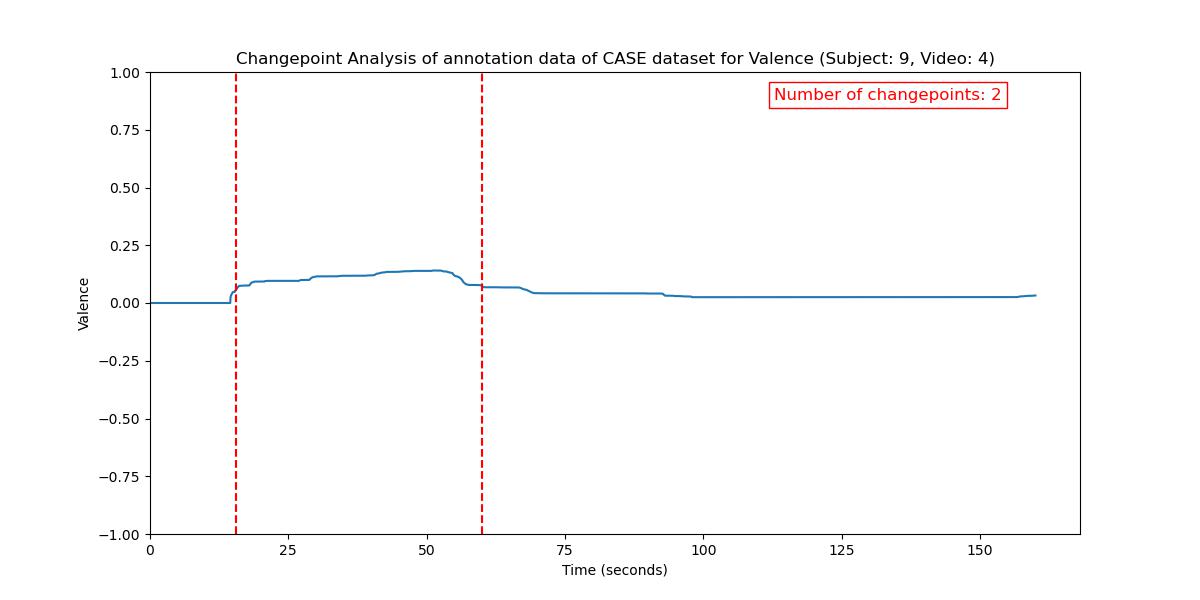 Changepoint Analysis of annotation data of CASE dataset for Valence (Subject: 9, Video: 4)
Number of changepoints: 2
1.00
0.75
0.50
0.25
0.00
−0.25
−0.50
−0.75
−1.00
Valence
0 25 50 75 100 125 150
Time (seconds)